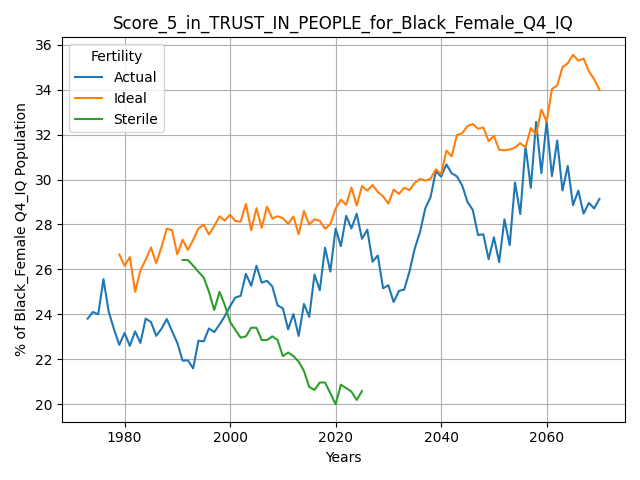 Score_5_in_TRUST_IN_PEOPLE_for_Black_Female_Q4_IQ
Fertility
Actual
Ideal
Sterile
% of Black_Female Q4_IQ Population
36
34
32
30
28
26
24
22
20
1980
2000
2020
2040
2060
Years